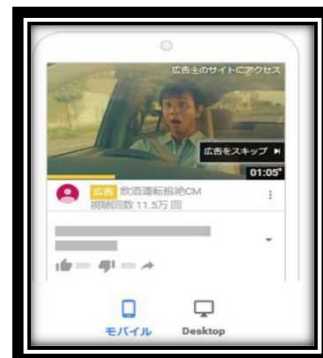 広告主のサイトにアクセス
広告をスキップ
01:05
広告 飲酒運転撲滅CM
視聴回数 11.5万 回
モバイル
Desktop